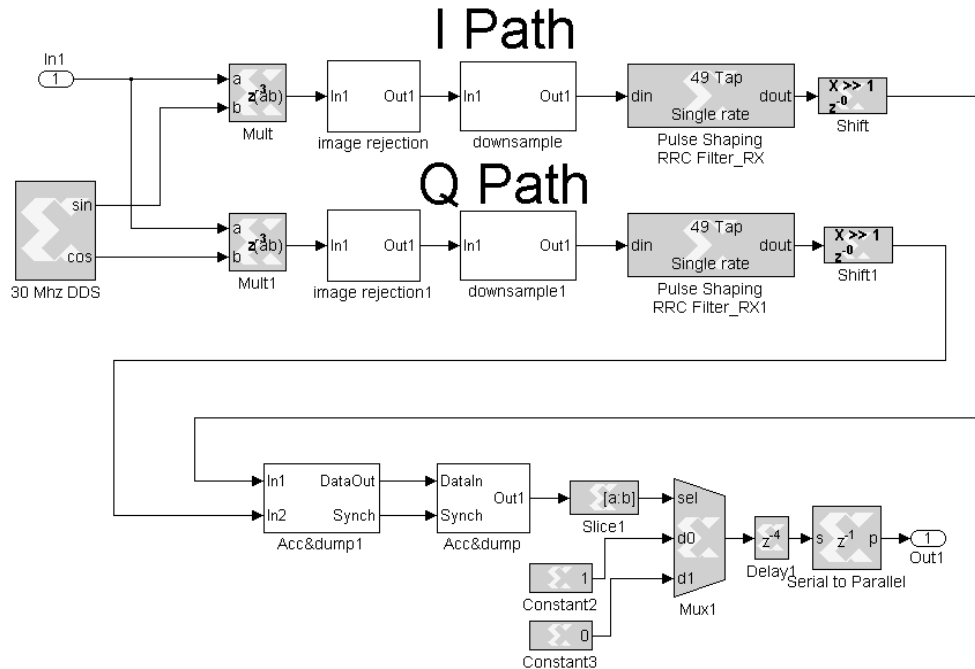 I Path
In1
1
a
b
z-3(ab)
Mult
In1 Out1
image rejection
In1 Out1
downsample
din
49 Tap
Single rate
dout
Pulse Shaping
RRC Filter_RX
X >> 1
z-0
Shift
Q Path
sin
cos
30 Mhz DDS
a
b
z-3(ab)
Mult1
In1 Out1
image rejection1
In1 Out1
downsample1
din
49 Tap
Single rate
dout
Pulse Shaping
RRC Filter_RX1
X >> 1
z-0
Shift1
In1 DataOut
In2 Synch
Acc&dump1
DataIn
Out1
Synch
Acc&dump
[a:b]
Slice1
1
Constant2
0
Constant3
sel
d0
d1
Mux1
z-4
Delay1
s z-1 p
Serial to Parallel
1
Out1